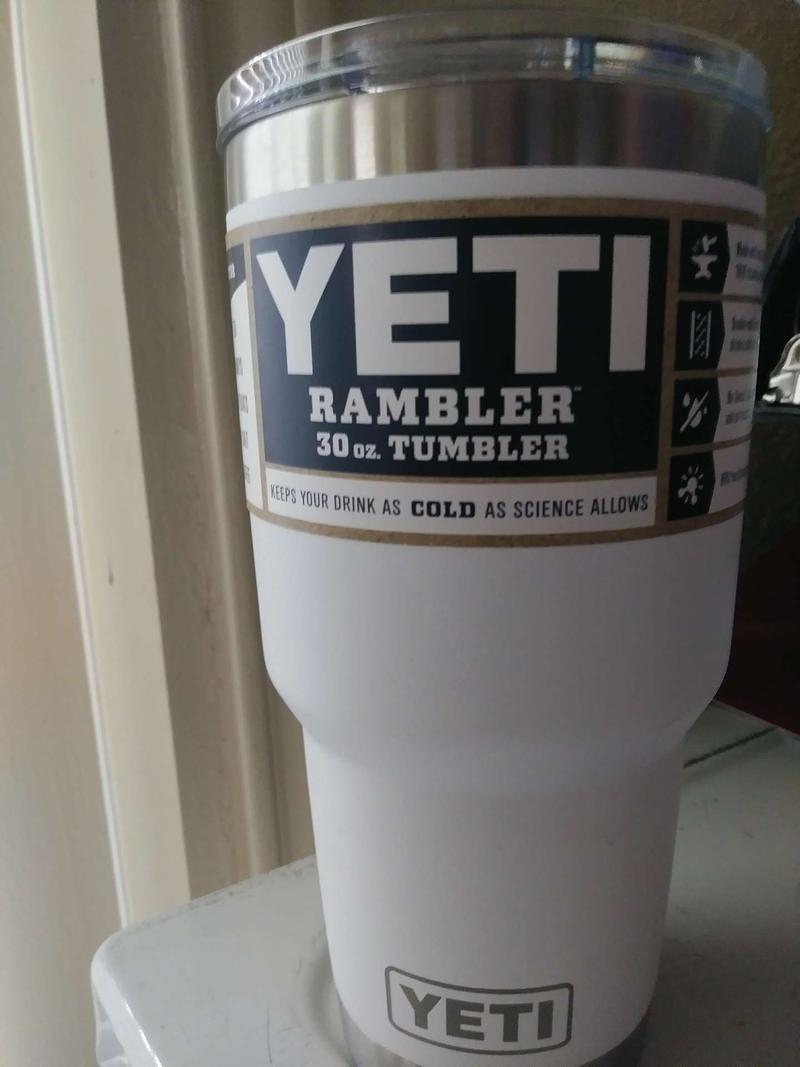 YETI
RAMBLER™
30 oz. TUMBLER
KEEPS YOUR DRINK AS COLD AS SCIENCE ALLOWS
YETI